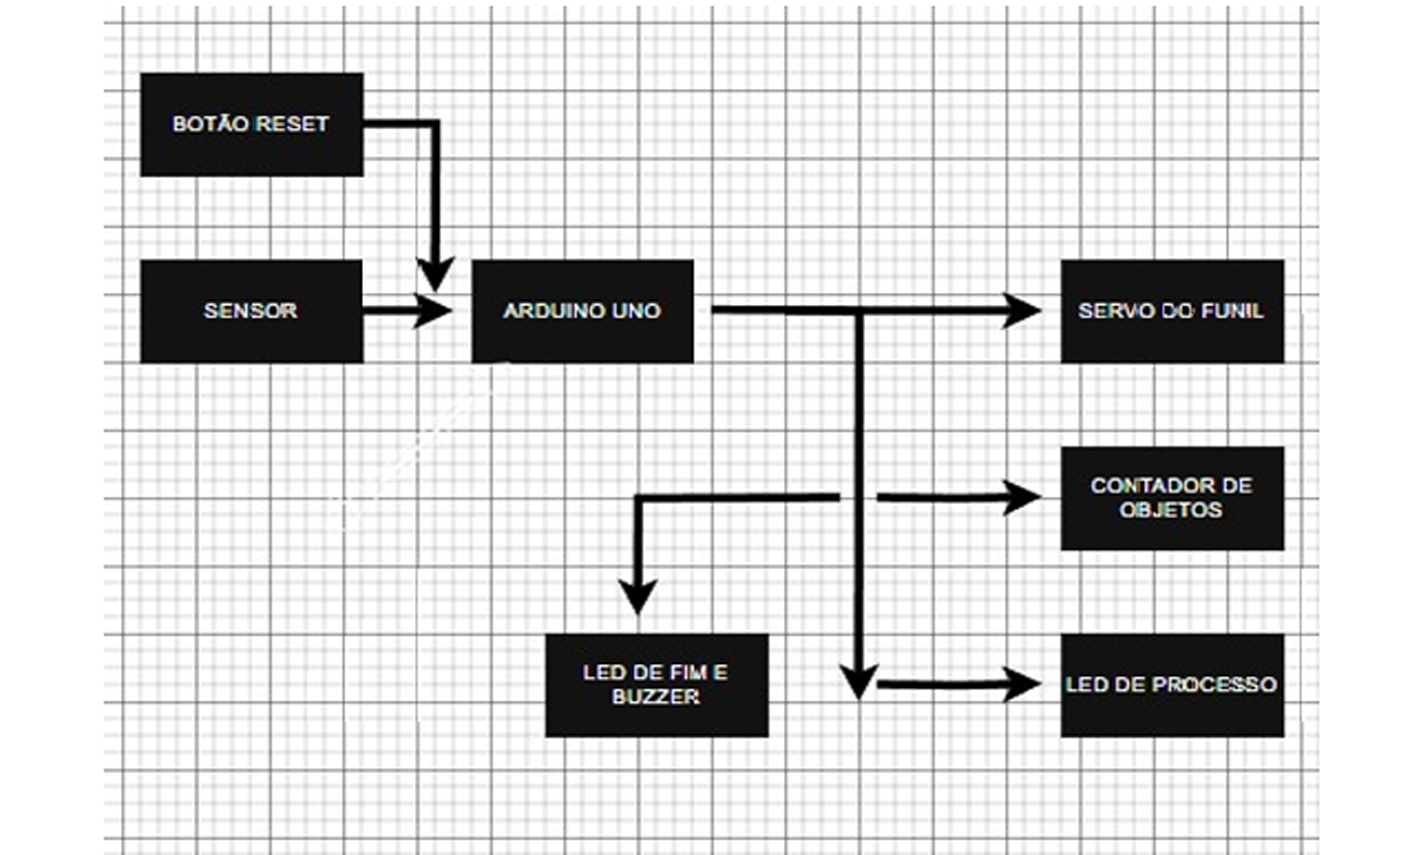 BOTÃO RESET
SENSOR
ARDUINO UNO
SERVO DO FUNIL
CONTADOR DE
OBJETOS
LED DE FIM E
BUZZER
LED DE PROCESSO